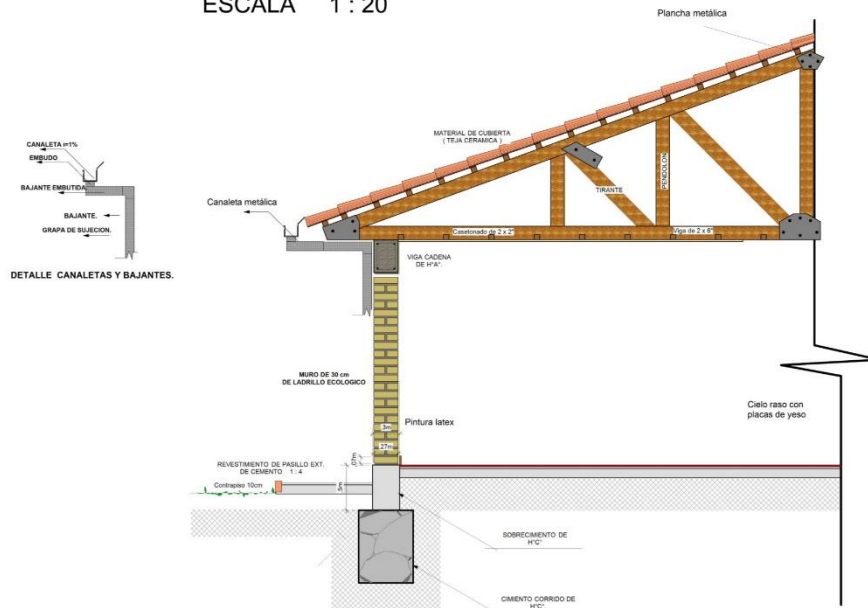 ESCALA 1 : 20
Plancha metálica
MATERIAL DE CUBIERTA
( TEJA CERAMICA )
CANALETA i=1%
EMBUDO
BAJANTE EMBUTIDA.
BAJANTE.
GRAPA DE SUJECION.
DETALLE CANALETAS Y BAJANTES.
Canaleta metálica
TIRANTE
PENDOLON
Casetonado de 2 x 2"
Viga de 2 x 6"
VIGA CADENA
DE H°A°.
MURO DE 30 cm
DE LADRILLO ECOLOGICO
Pintura latex
Cielo raso con
placas de yeso
.3m
.27m
.07m
REVESTIMIENTO DE PASILLO EXT.
DE CEMENTO 1 : 4
Contrapiso 10cm
.5m
SOBRECIMIENTO DE
H°C°
CIMIENTO CORRIDO DE
H°C°